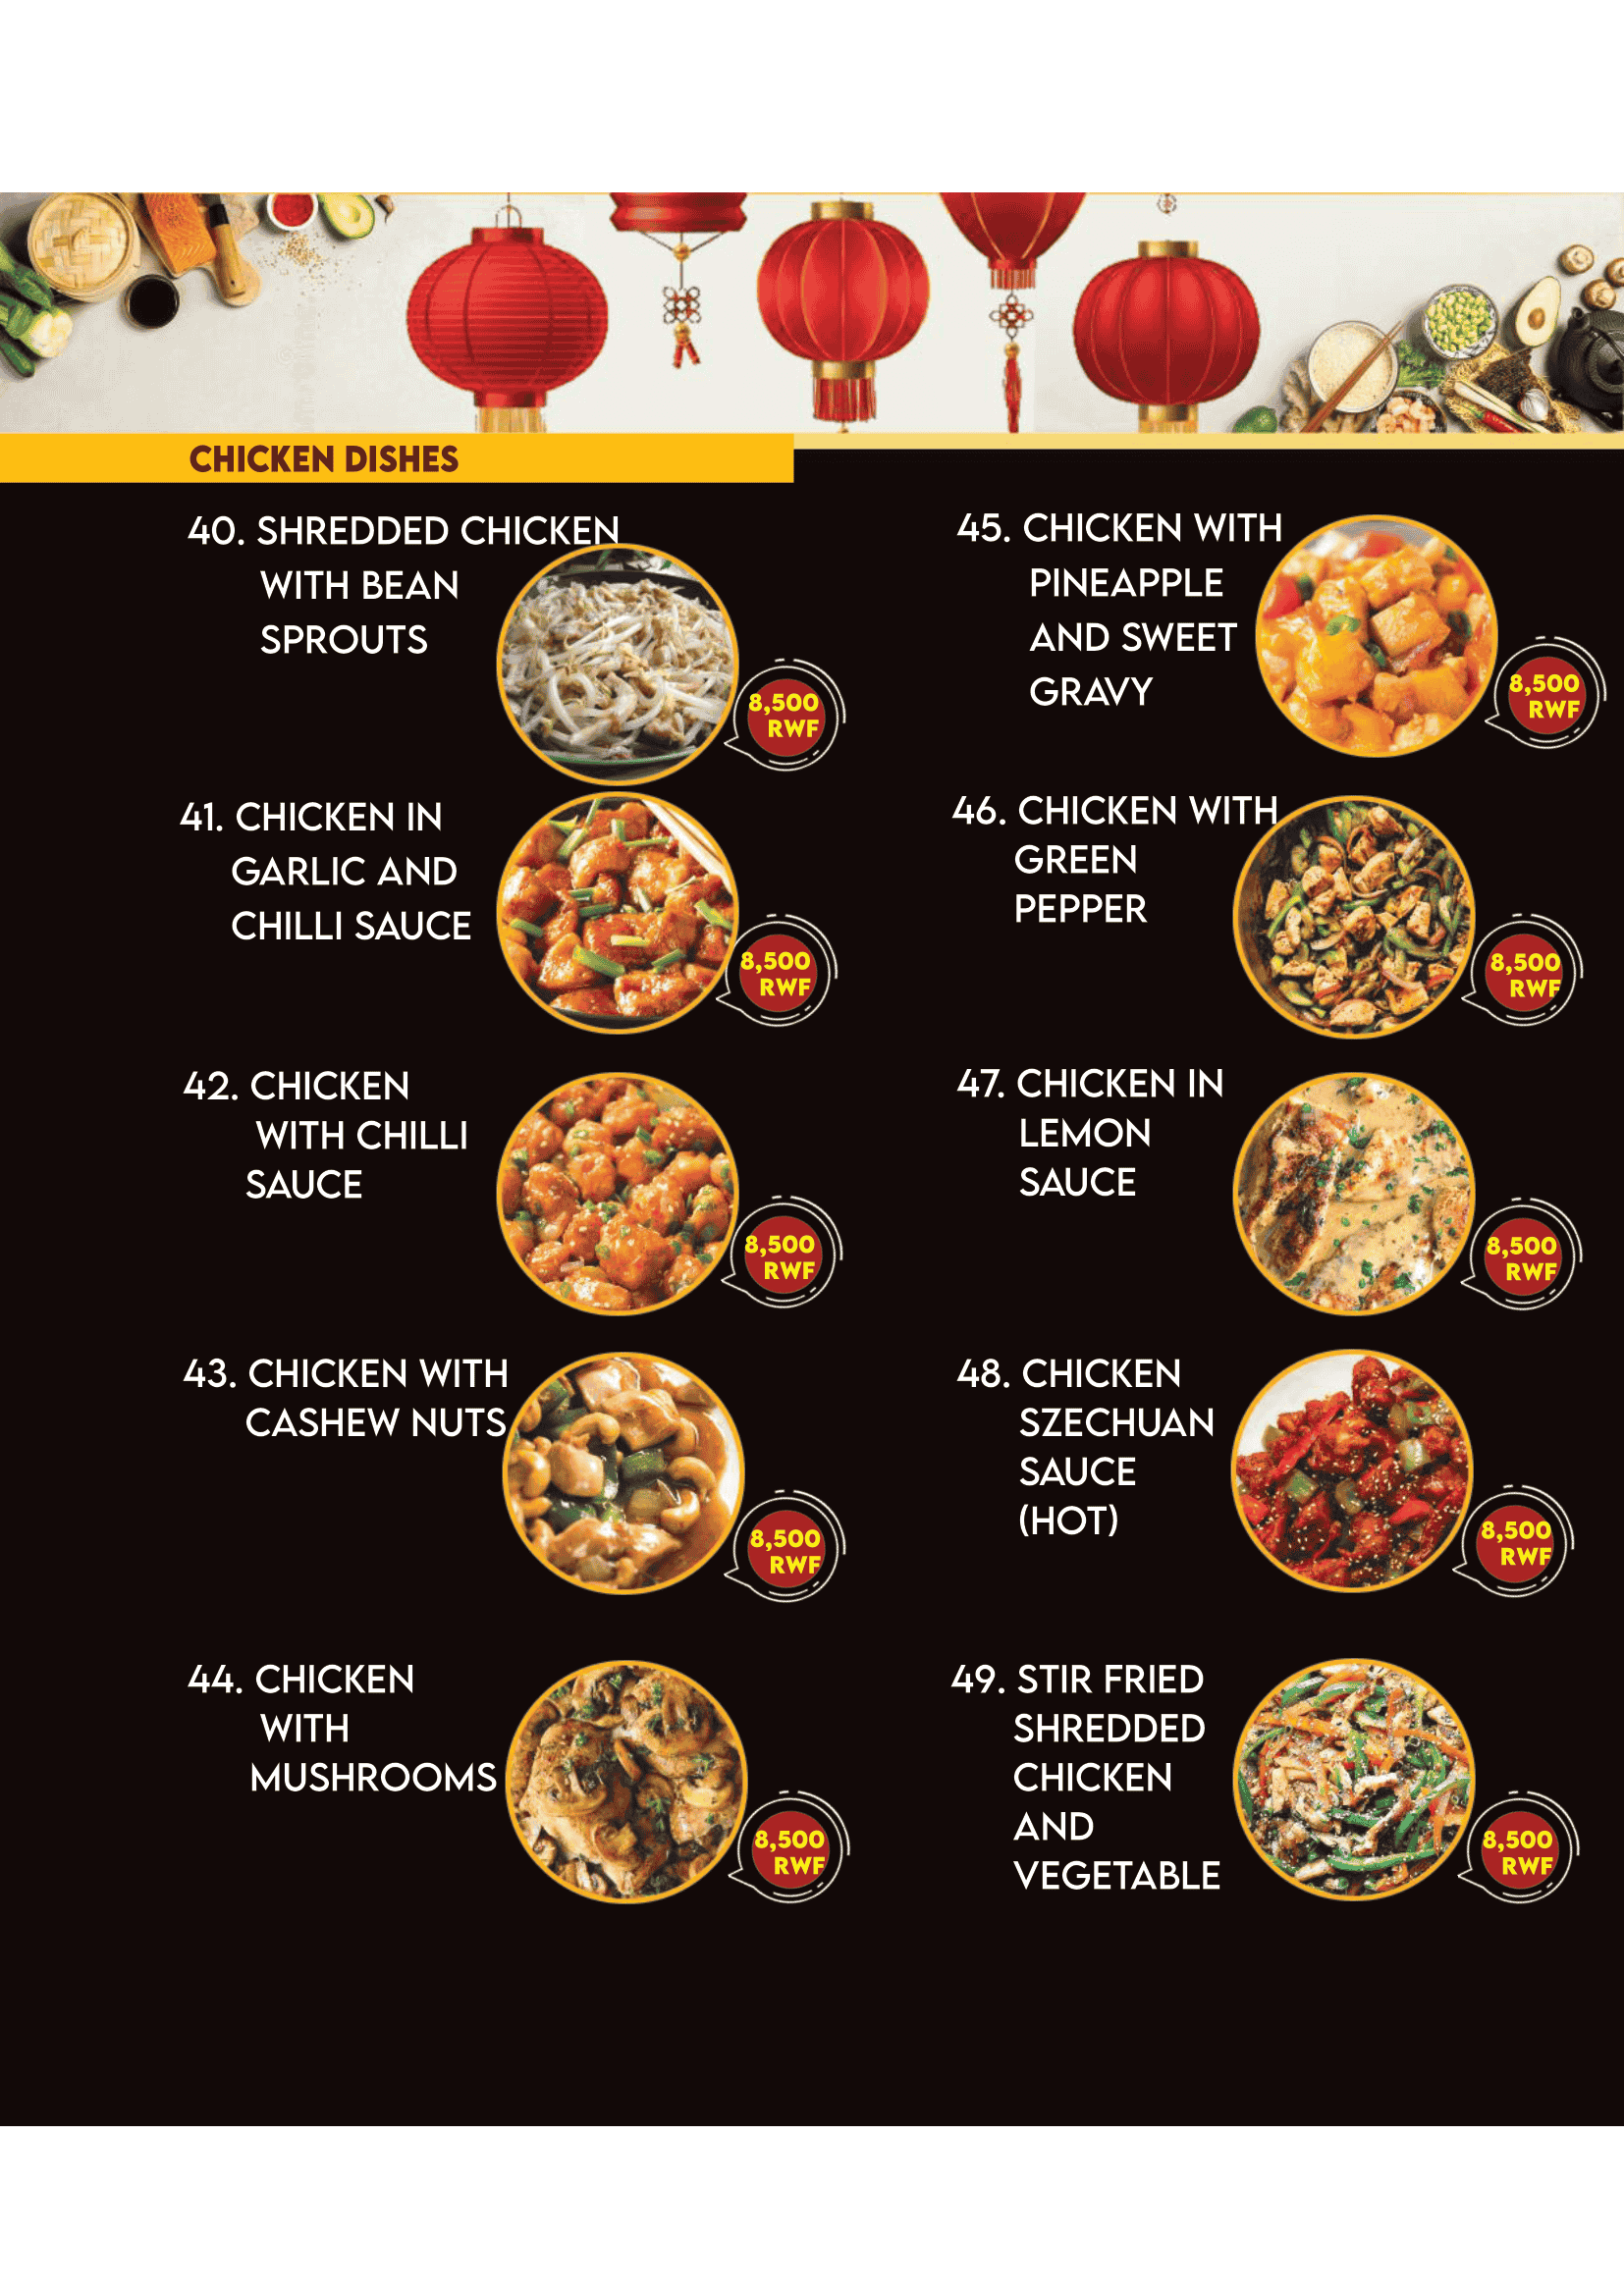 CHICKEN DISHES
40. SHREDDED CHICKEN
WITH BEAN
SPROUTS
8,500
RWF
41. CHICKEN IN
GARLIC AND
CHILLI SAUCE
8,500
RWF
42. CHICKEN
WITH CHILLI
SAUCE
8,500
RWF
43. CHICKEN WITH
CASHEW NUTS
8,500
RWF
44. CHICKEN
WITH
MUSHROOMS
8,500
RWF
45. CHICKEN WITH
PINEAPPLE
AND SWEET
GRAVY
8,500
RWF
46. CHICKEN WITH
GREEN
PEPPER
8,500
RWF
47. CHICKEN IN
LEMON
SAUCE
8,500
RWF
48. CHICKEN
SZECHUAN
SAUCE
(HOT)
8,500
RWF
49. STIR FRIED
SHREDDED
CHICKEN
AND
VEGETABLE
8,500
RWF